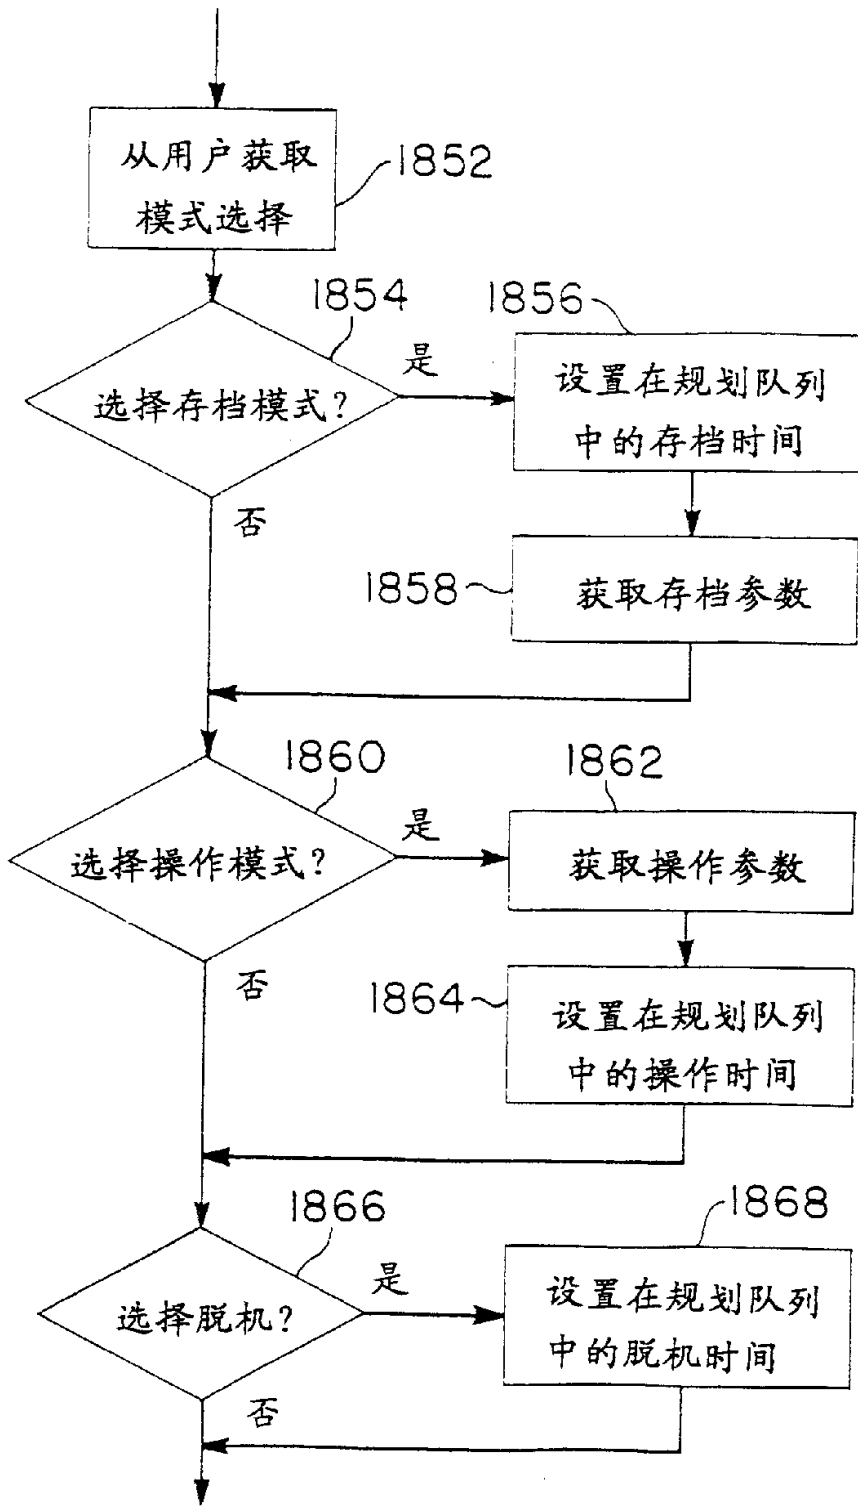 从用户获取
模式选择
1852
1854
1856
选择存档模式?
是
设置在规划队列
中的存档时间
否
1858
获取存档参数
1860
1862
选择操作模式?
是
获取操作参数
否
1864
设置在规划队列
中的操作时间
1866
1868
选择脱机?
是
设置在规划队列
中的脱机时间
否